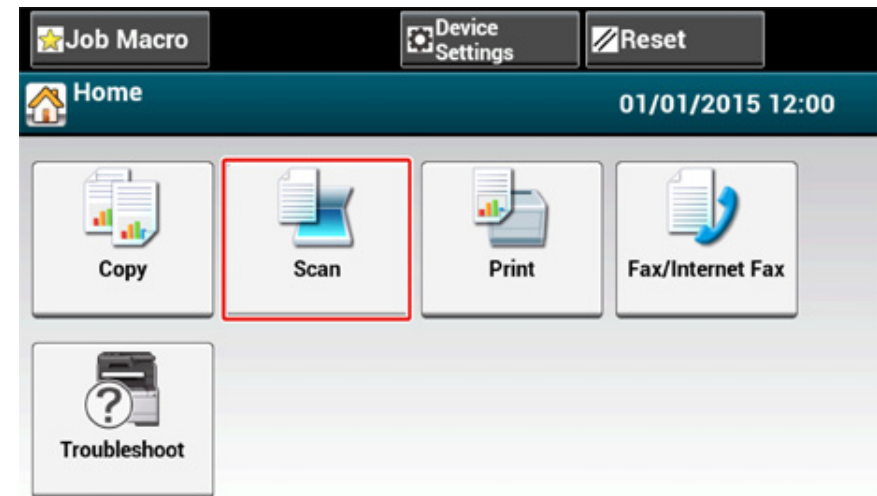 Job Macro
Device
Settings
Reset
Home
01/01/2015 12:00
Copy
Scan
Print
Fax/Internet Fax
?
Troubleshoot